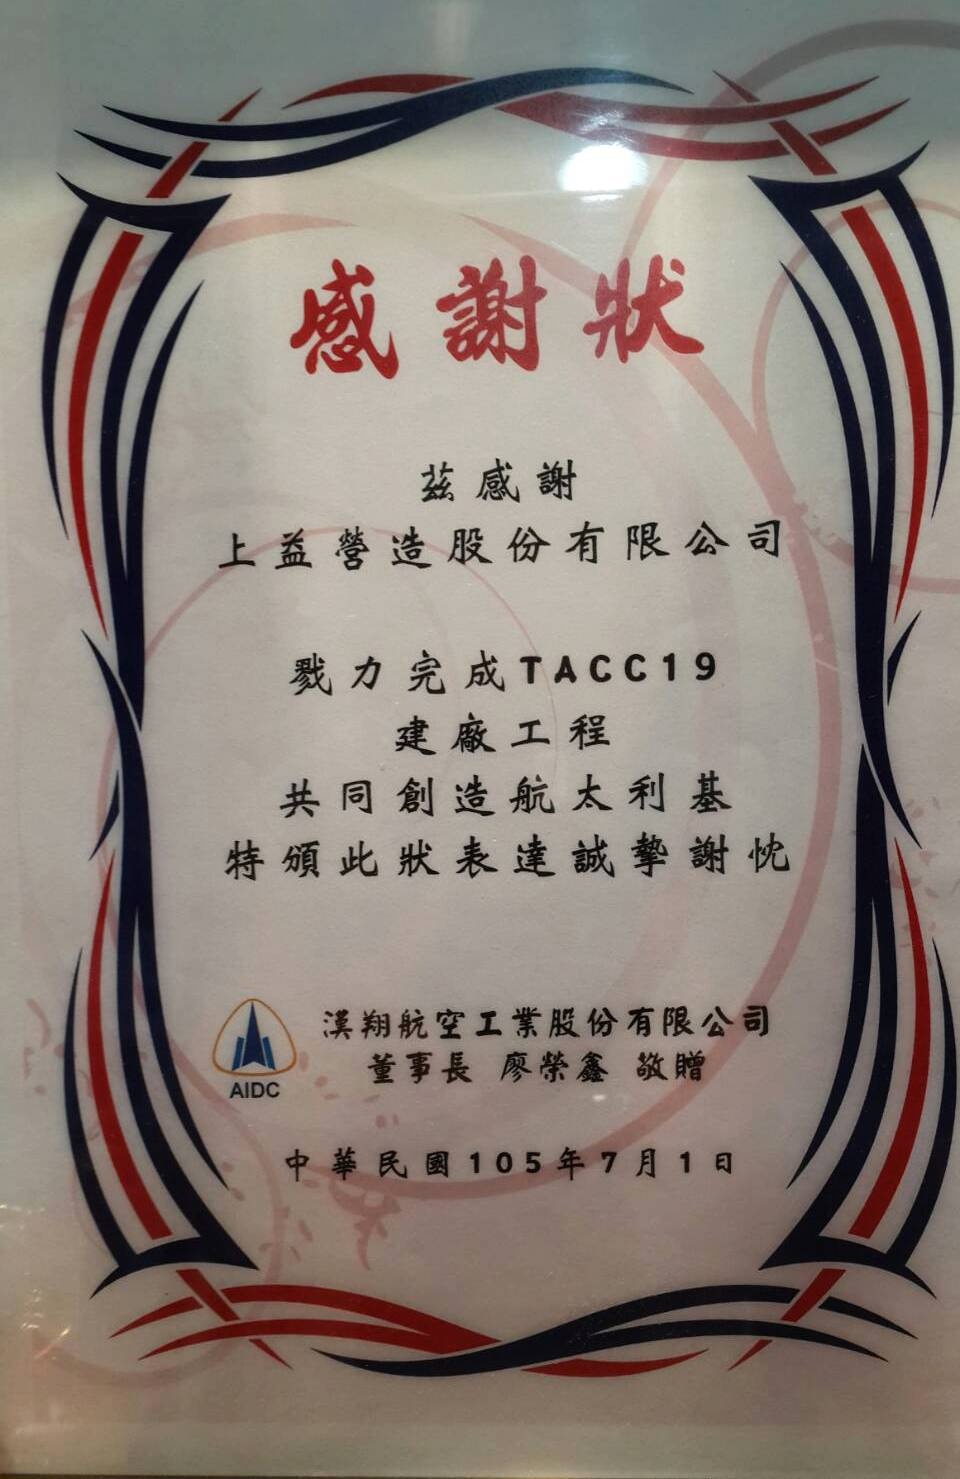 感謝狀
茲感謝
上益營造股份有限公司
戮力完成TACC19
建廠工程
共同創造航太利基
特頒此狀表達誠摯謝忱
AIDC
漢翔航空工業股份有限公司
董事長 廖榮鑫 敬贈
中華民國105年7月1日